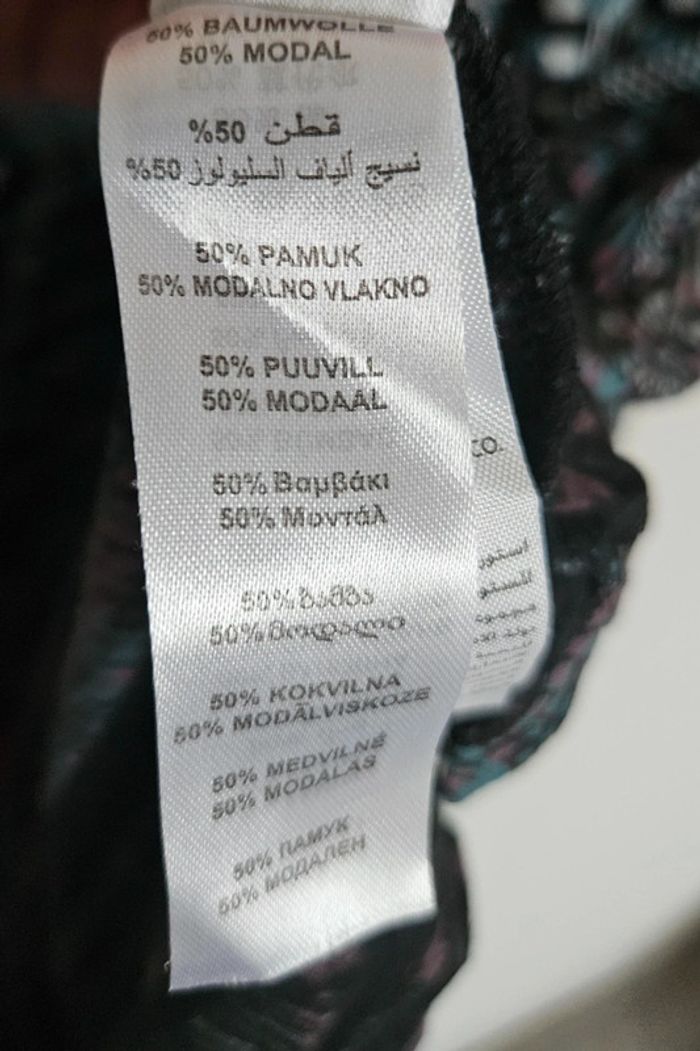 50% BAUMWOLLE
50% MODAL
قطن 50%
نسيج ألياف السليولوز 50%
50% PAMUK
50% MODALNO VLAKNO
50% PUUVILL
50% MODAAL
50% Βαμβάκι
50% Μοντάλ
50% ბამბა
50% მოდალი
50% KOKVILNA
50% MODĀLVISKOZE
50% MEDVILNĖ
50% MODALAS
50% ПАМУК
50% МОДАЛЕН
CO.